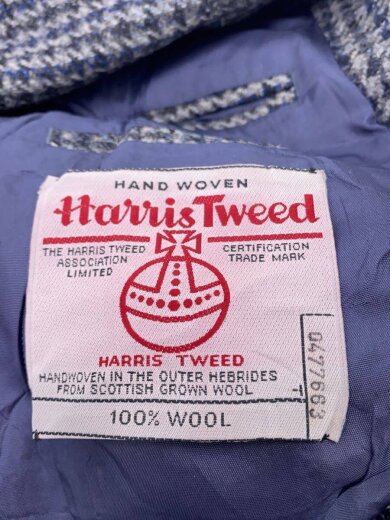 HAND WOVEN
Harris Tweed
THE HARRIS TWEED
ASSOCIATION
LIMITED
CERTIFICATION
TRADE MARK
HARRIS TWEED
HANDWOVEN IN THE OUTER HEBRIDES
FROM SCOTTISH GROWN WOOL
100% WOOL
T
0477663